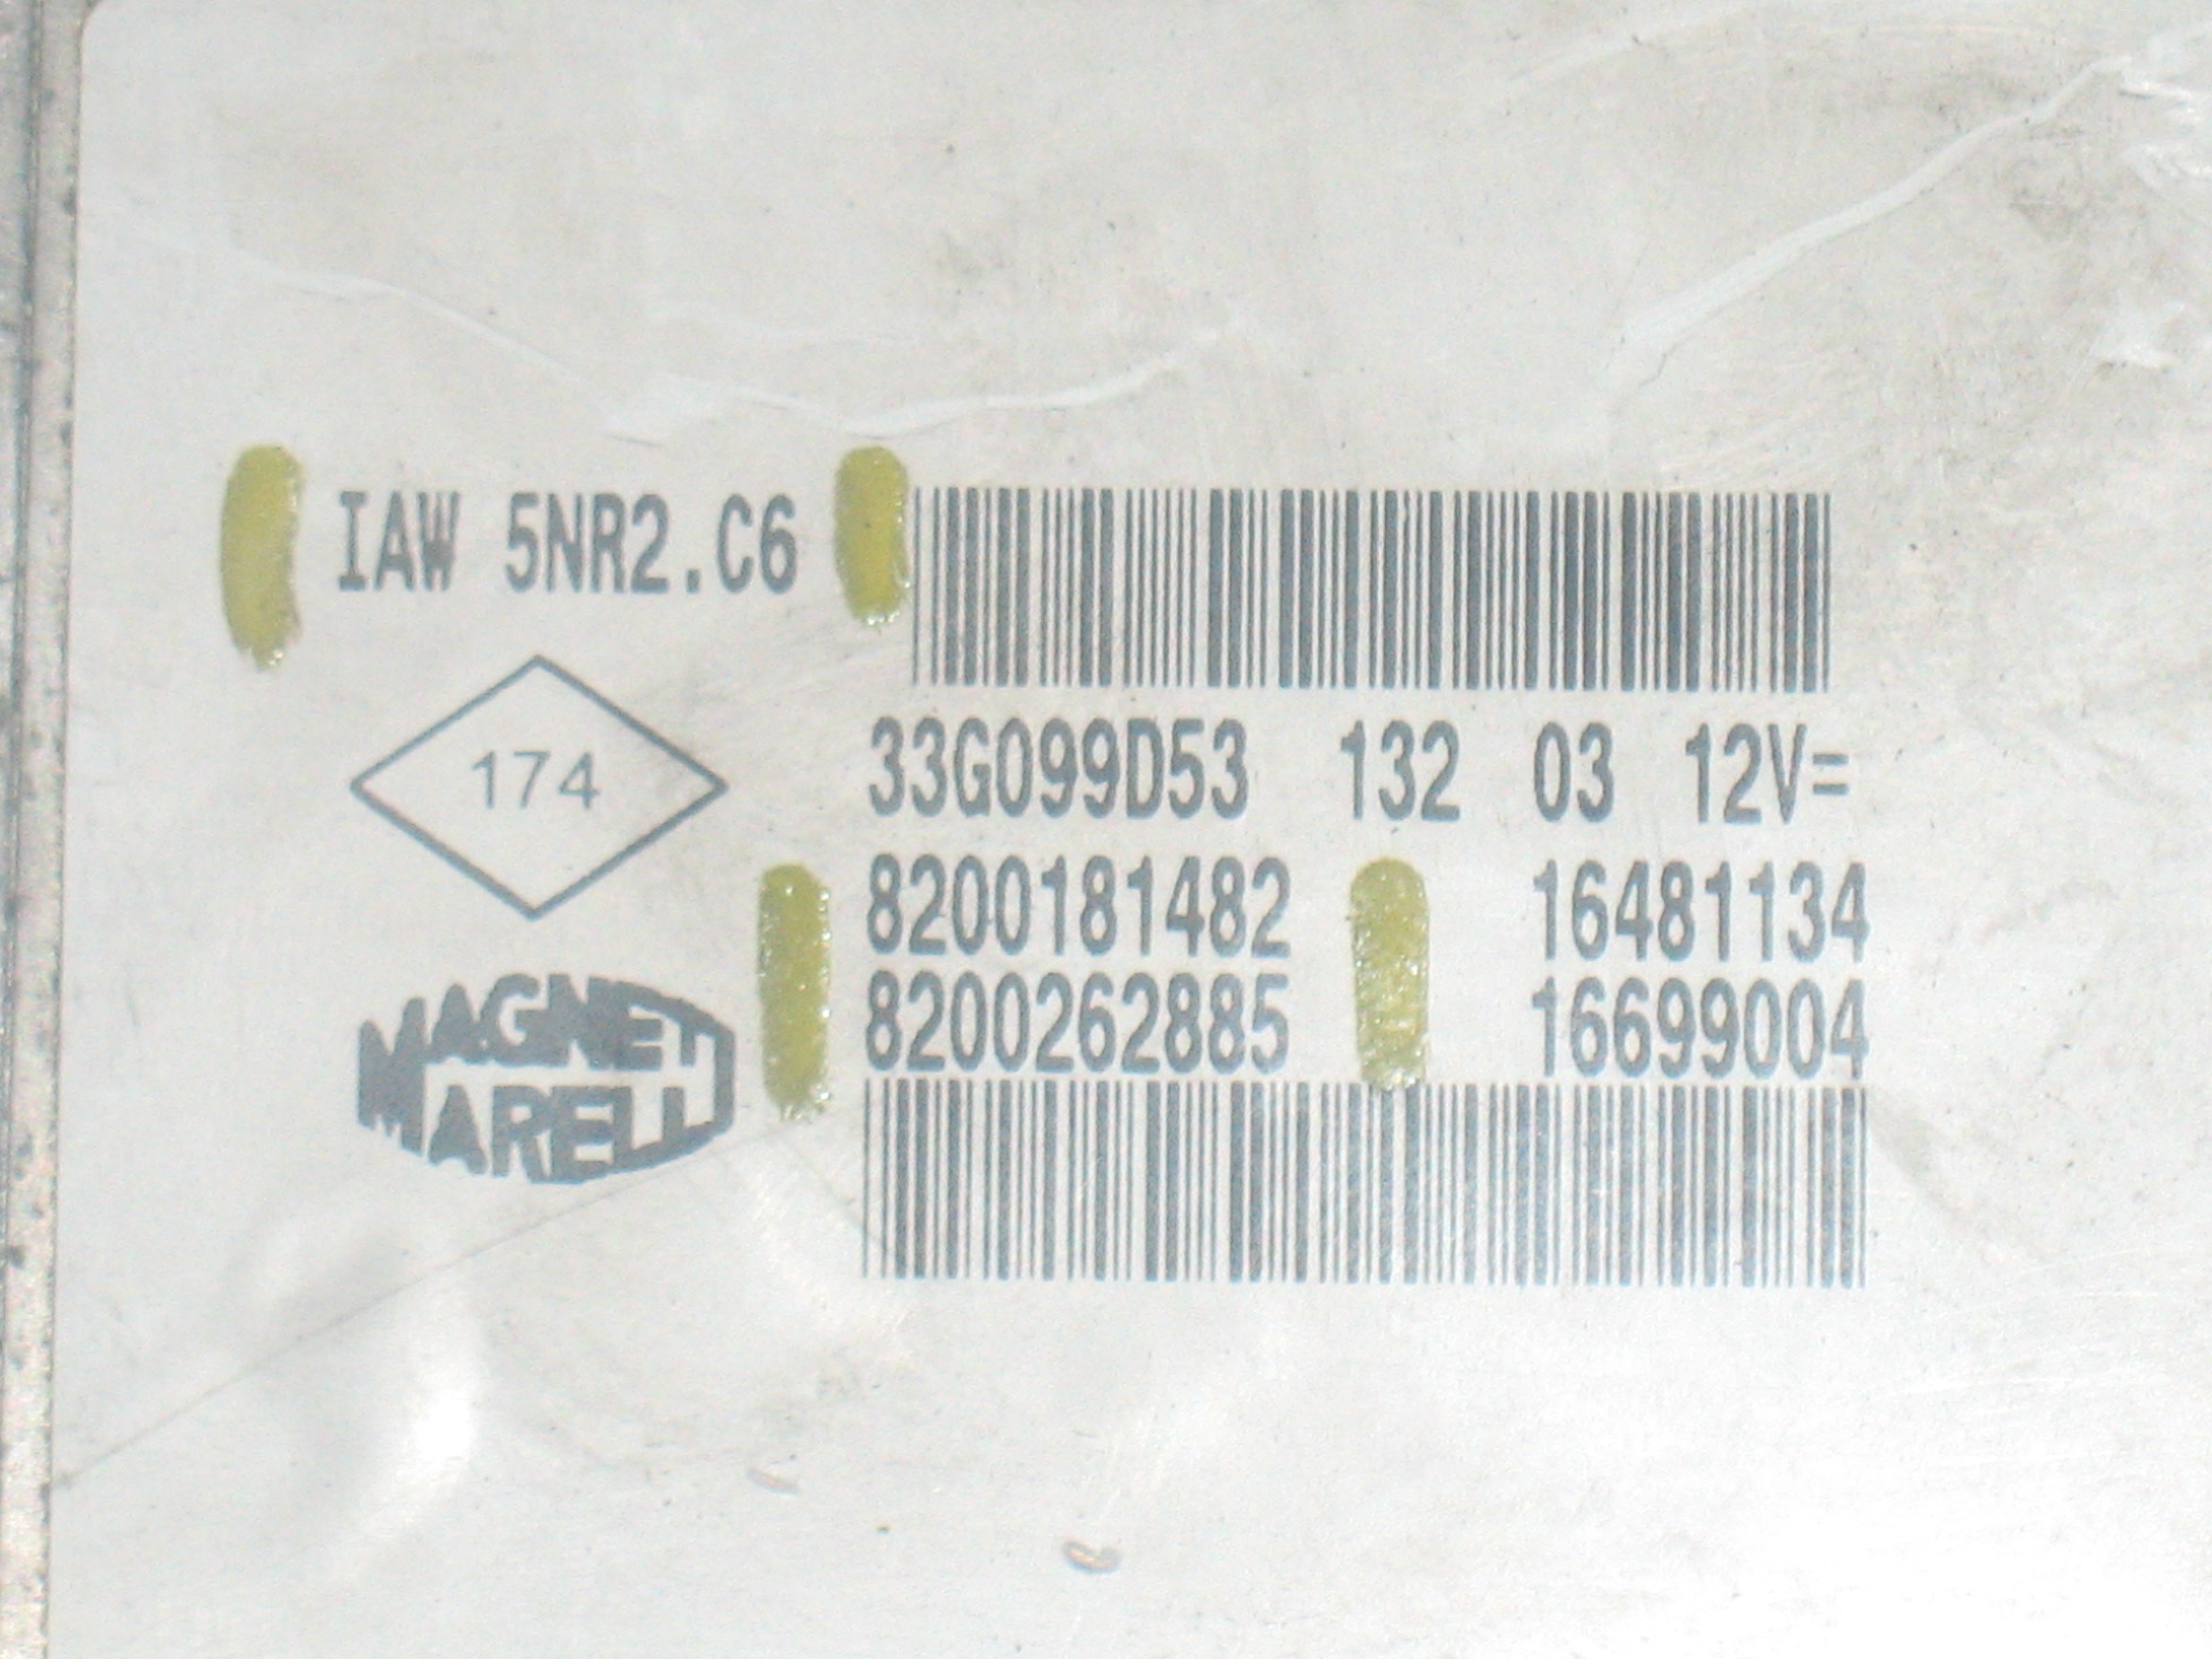 IAW 5NR2.C6
174
33G099D53 132 03 12V=
8200181482 16481134
8200262885 16699004
MAGNETI
MARELLI